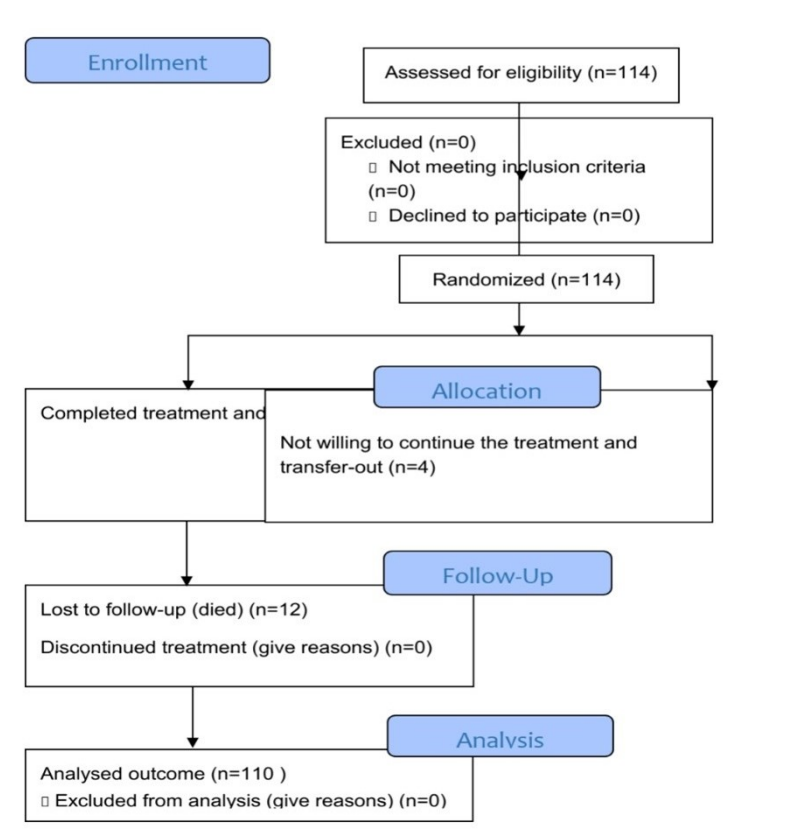 Enrollment
Assessed for eligibility (n=114)
Excluded (n=0)
▯ Not meeting inclusion criteria
(n=0)
▯ Declined to participate (n=0)
Randomized (n=114)
Allocation
Completed treatment and
Not willing to continue the treatment and
transfer-out (n=4)
Follow-Up
Lost to follow-up (died) (n=12)
Discontinued treatment (give reasons) (n=0)
Analysis
Analysed outcome (n=110 )
▯ Excluded from analysis (give reasons) (n=0)